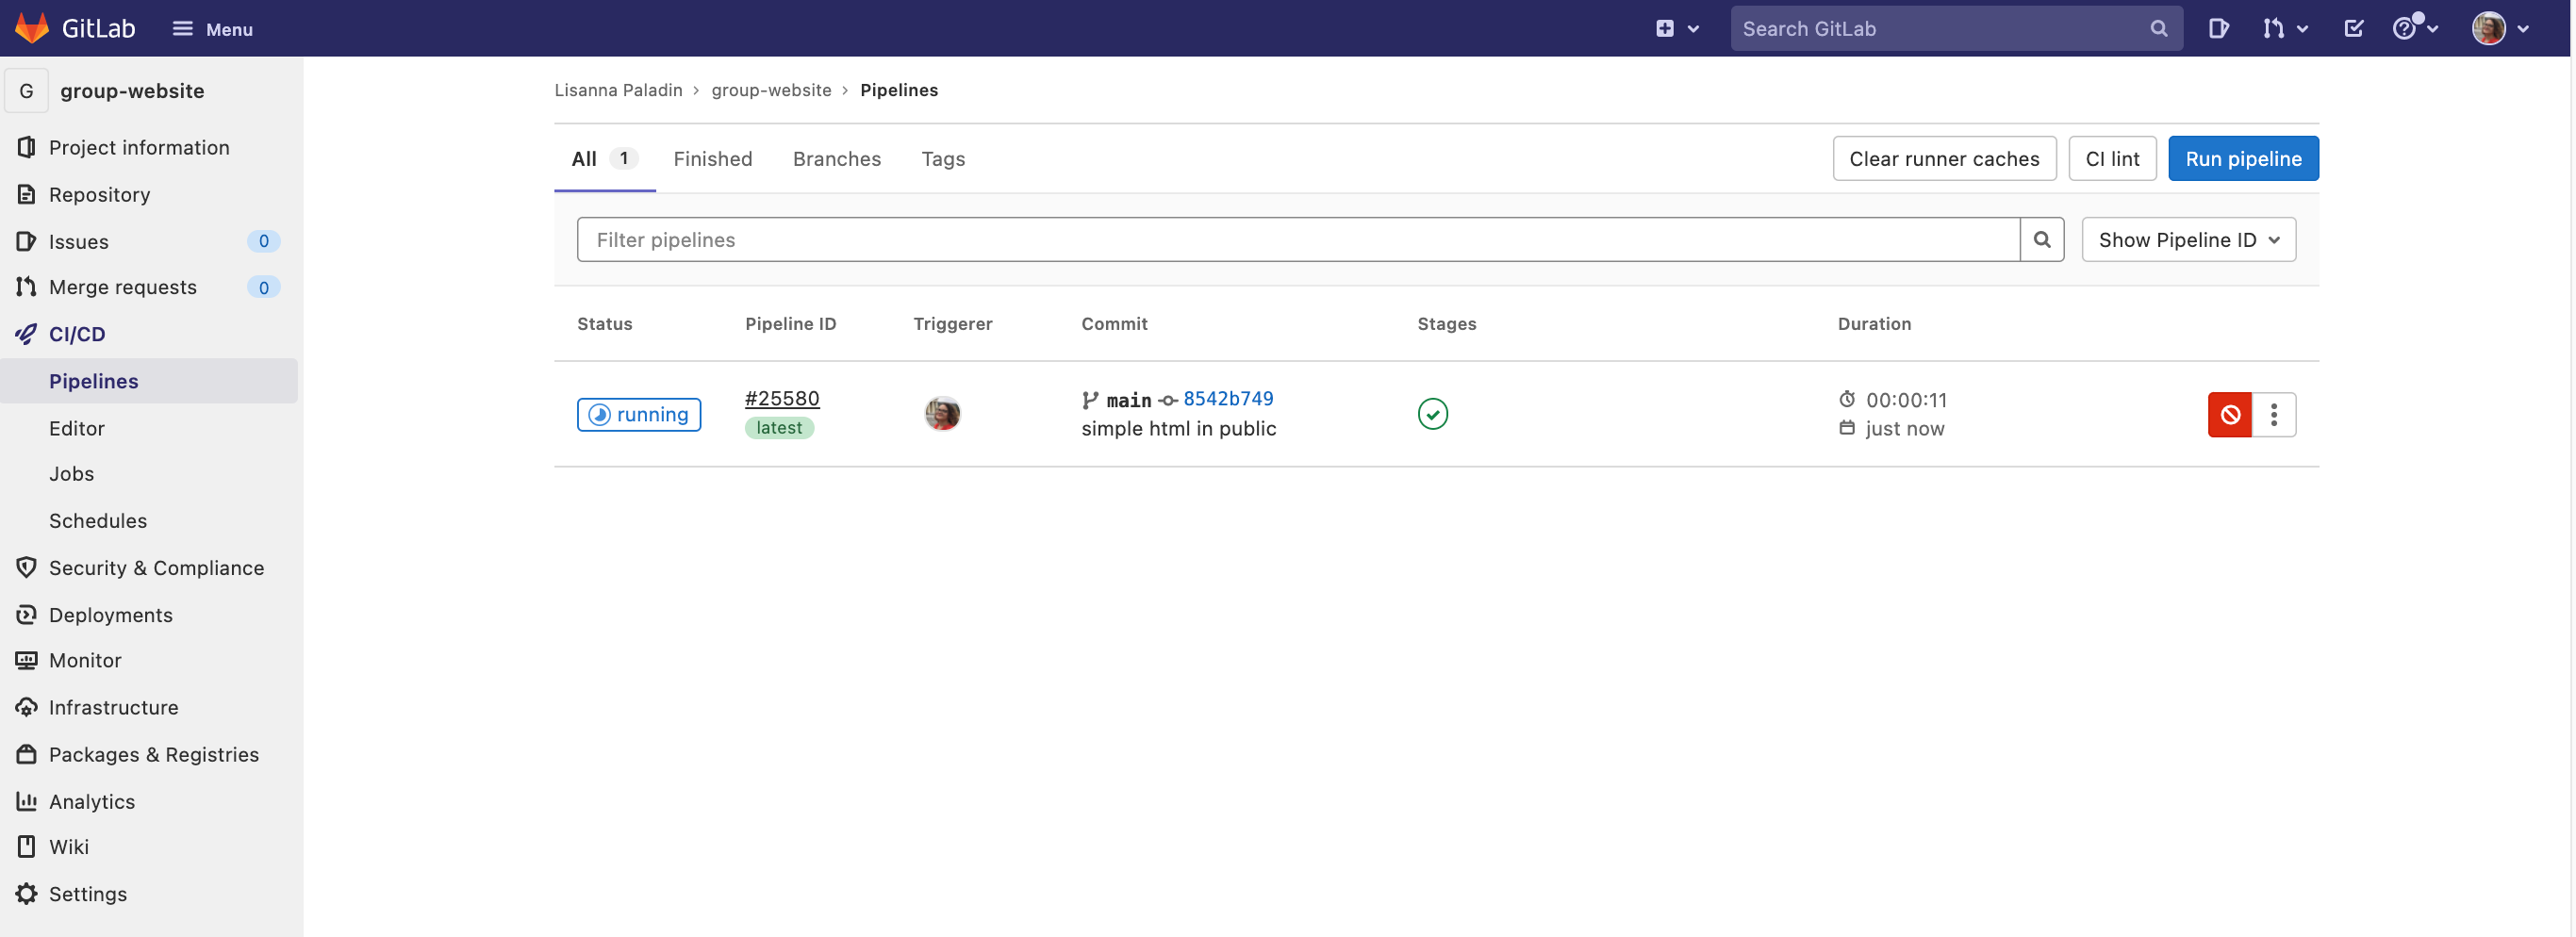 GitLab
Menu
Search GitLab
G group-website
Project information
Repository
Issues 0
Merge requests 0
CI/CD
Pipelines
Editor
Jobs
Schedules
Security & Compliance
Deployments
Monitor
Infrastructure
Packages & Registries
Analytics
Wiki
Settings
Lisanna Paladin › group-website › Pipelines
All 1 Finished Branches Tags
Clear runner caches CI lint Run pipeline
Filter pipelines Show Pipeline ID
Status Pipeline ID Triggerer Commit Stages Duration
running #25580 main 8542b749 00:00:11
latest simple html in public just now